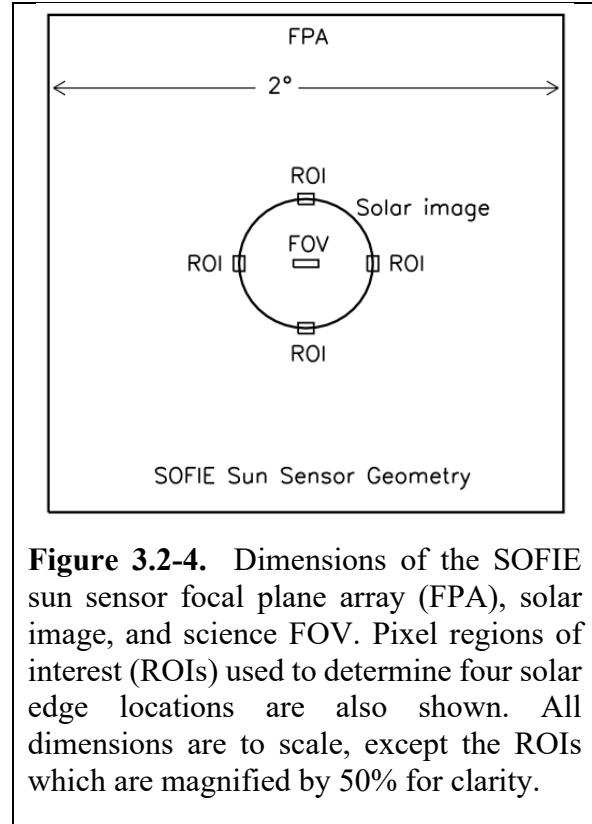 FPA
2°
ROI
Solar image
FOV
ROI
ROI
ROI
SOFIE Sun Sensor Geometry
Figure 3.2-4. Dimensions of the SOFIE
sun sensor focal plane array (FPA), solar
image, and science FOV. Pixel regions of
interest (ROIs) used to determine four solar
edge locations are also shown. All
dimensions are to scale, except the ROIs
which are magnified by 50% for clarity.